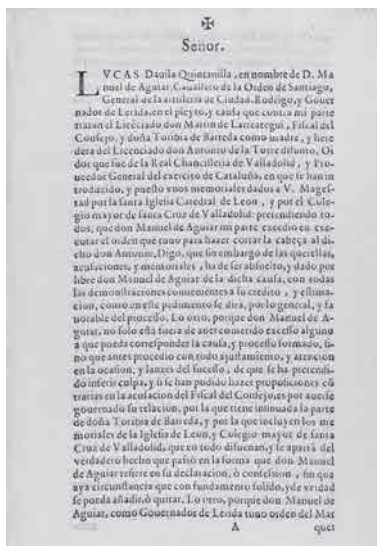 ✠
Señor.
LVCAS Dauila Quintanilla, en nombre de D. Ma
nuel de Aguiar, Cauallero de la Orden de Santiago,
General de la artilleria de Ciudad-Rodrigo, y Gouer
nador de Lerida, en el pleyto, y causa que contra mi parte
tratan el Licenciado don Martin de Larreategui, Fiscal del
Consejo, y doña Toribia de Barreda como madre, y here
dera del Licenciado don Antonio de la Torre difunto, Oi
dor que fue de la Real Chancilleria de Valladolid, y Pro-
ueedor General del exercito de Cataluña, en que se han in
troduzido, y puesto vnos memoriales dados a V. Mages-
tad por la santa Iglesia Catedral de Leon, y por el Cole-
gio mayor de santa Cruz de Valladolid: pretendiendo to-
dos, que don Manuel de Aguiar mi parte excedio en exe-
cutar el orden que tuuo para hazer cortar la cabeça al di-
cho don Antonio. Digo, que sin embargo de las querellas,
acusaciones, y memoriales, ha de ser absuelto, y dado por
libre don Manuel de Aguiar de la dicha causa, con todas
las demonstraciones conuenientes a su credito, y estima-
cion, como en este pedimento se dira, por lo general, y fa
uorable del processo. Lo otro, porque don Manuel de A-
guiar, no solo està fuera de auer cometido excesso alguno
a que pueda corresponder la causa, y processo formado, si-
no que antes procedio con todo ajustamiento, y atencion
en la ocasion, y lances del sucesso, de que se ha pretendi-
do inferir culpa, y si se han podido hazer proposiciones cõ
trarias en la acusacion del Fiscal del Consejo, es por auerse
gouernado su relacion, por la que tiene insinuada la parte
de doña Toribia de Barreda, y por la que incluyen los me
moriales de la Iglesia de Leon, y Colegio mayor de santa
Cruz de Valladolid, que en todo disuenan, y se aparta del
verdadero hecho que passò en la forma que don Manuel
de Aguiar refiere en su declaracion, ò confession, sin que
aya circunstancia que con fundamento solido, y de verdad
se pueda añadir, ò quitar. Lo otro, porque don Manuel de
Aguiar, como Gouernador de Lerida tuuo orden del Mar
A ques